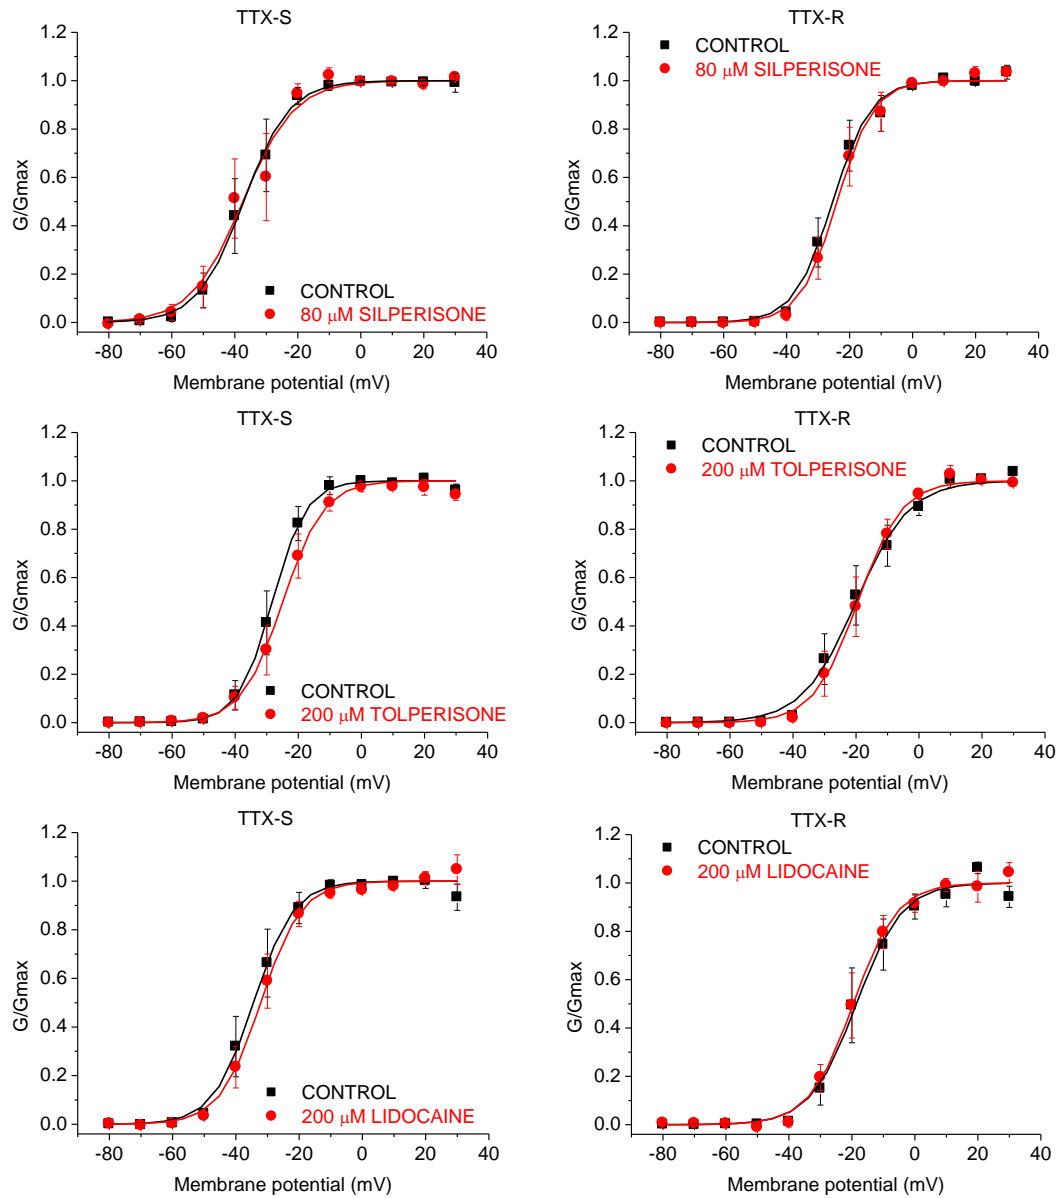 TTX-S
1.2
1.0
0.8
0.6
0.4
0.2
0.0
G/Gmax
CONTROL
80 μM SILPERISONE
-80 -60 -40 -20 0 20 40
Membrane potential (mV)
TTX-R
1.2
1.0
0.8
0.6
0.4
0.2
0.0
G/Gmax
CONTROL
80 μM SILPERISONE
-80 -60 -40 -20 0 20 40
Membrane potential (mV)
TTX-S
1.2
1.0
0.8
0.6
0.4
0.2
0.0
G/Gmax
CONTROL
200 μM TOLPERISONE
-80 -60 -40 -20 0 20 40
Membrane potential (mV)
TTX-R
1.2
1.0
0.8
0.6
0.4
0.2
0.0
G/Gmax
CONTROL
200 μM TOLPERISONE
-80 -60 -40 -20 0 20 40
Membrane potential (mV)
TTX-S
1.2
1.0
0.8
0.6
0.4
0.2
0.0
G/Gmax
CONTROL
200 μM LIDOCAINE
-80 -60 -40 -20 0 20 40
Membrane potential (mV)
TTX-R
1.2
1.0
0.8
0.6
0.4
0.2
0.0
G/Gmax
CONTROL
200 μM LIDOCAINE
-80 -60 -40 -20 0 20 40
Membrane potential (mV)